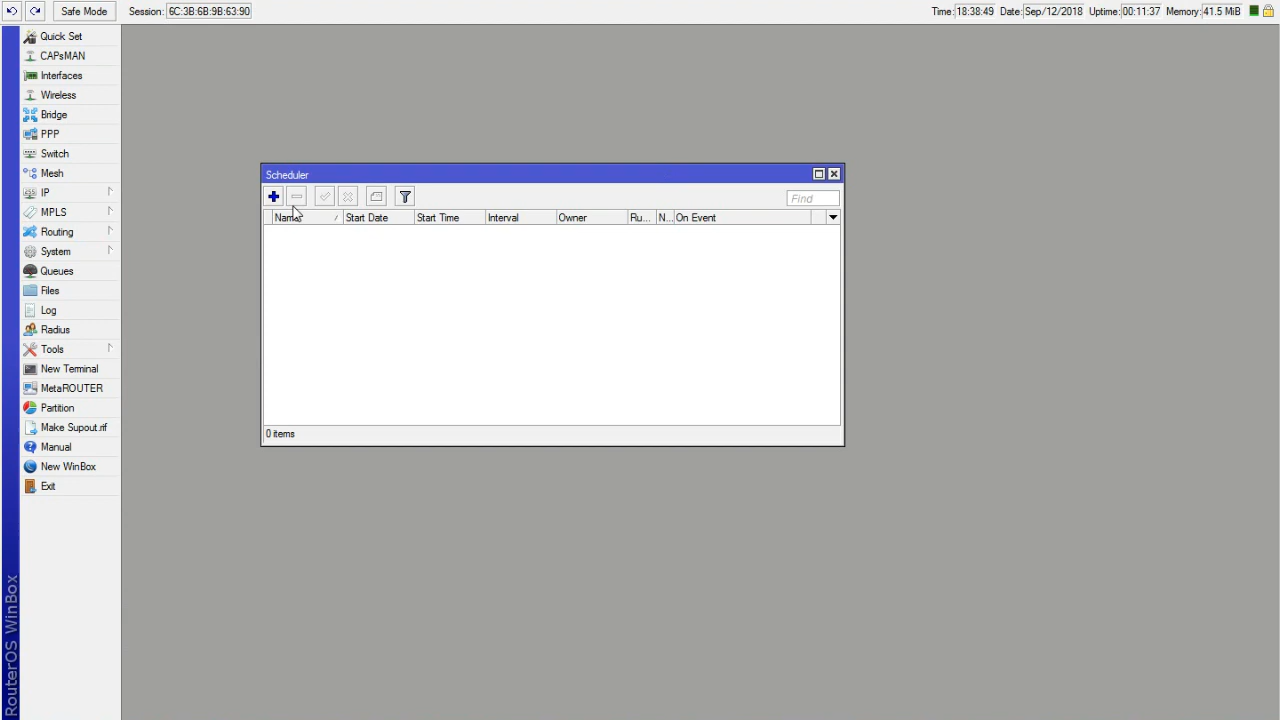 Safe Mode Session: 6C:3B:6B:9B:63:90 Time: 18:38:49 Date: Sep/12/2018 Uptime: 00:11:37 Memory: 41.5 MiB
Quick Set
CAPsMAN
Interfaces
Wireless
Bridge
PPP
Switch
Mesh
IP
MPLS
Routing
System
Queues
Files
Log
Radius
Tools
New Terminal
MetaROUTER
Partition
Make Supout.rif
Manual
New WinBox
Exit
RouterOS WinBox
Scheduler
Find
Name Start Date Start Time Interval Owner Ru... N... On Event
0 items